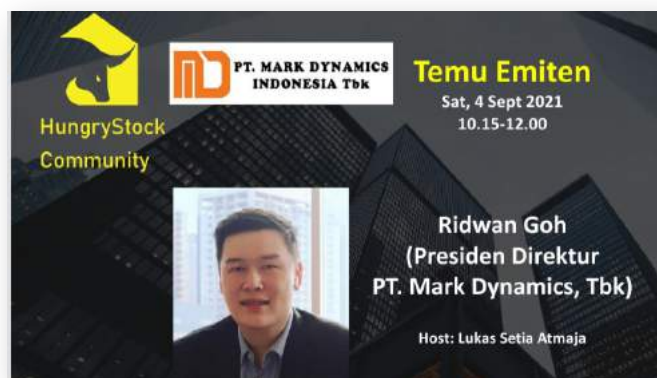 HungryStock
Community
PT. MARK DYNAMICS
INDONESIA Tbk
Temu Emiten
Sat, 4 Sept 2021
10.15-12.00
Ridwan Goh
(Presiden Direktur
PT. Mark Dynamics, Tbk)
Host: Lukas Setia Atmaja